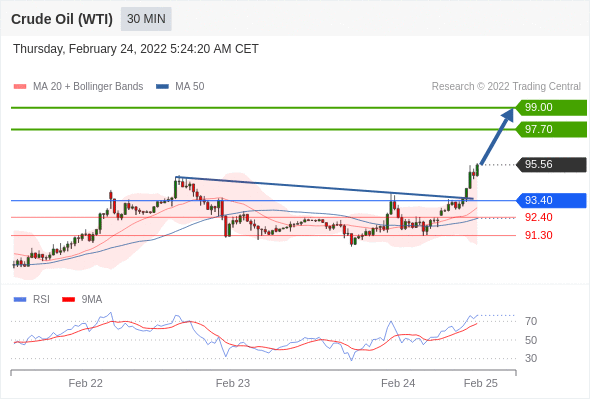 Crude Oil (WTI) 30 MIN
Thursday, February 24, 2022 5:24:20 AM CET
MA 20 + Bollinger Bands MA 50 Research © 2022 Trading Central
99.00
97.70
95.56
93.40
92.40
91.30
RSI 9MA
70
50
30
Feb 22 Feb 23 Feb 24 Feb 25